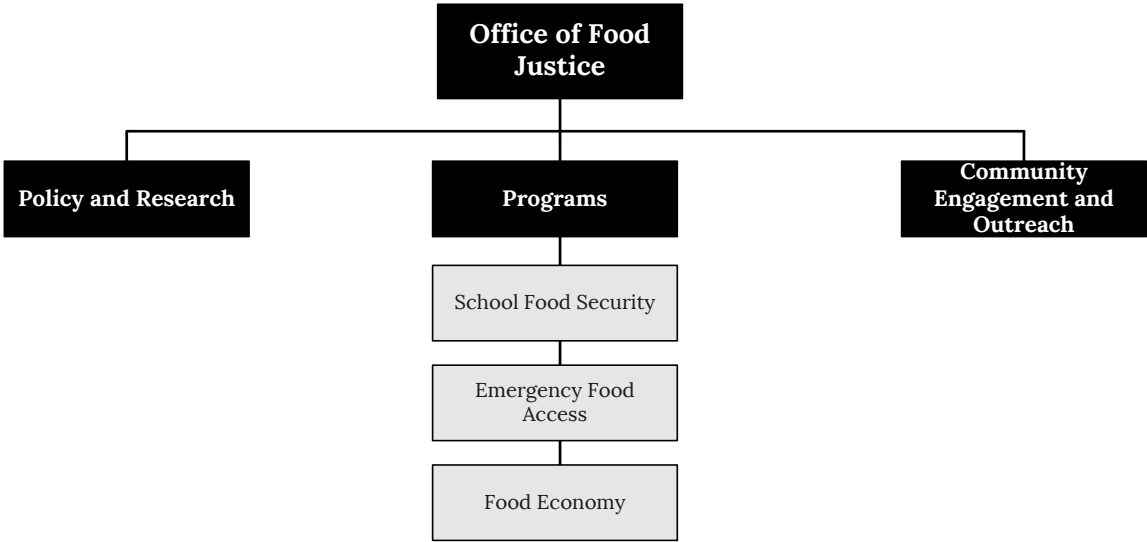 Office of Food
Justice
Policy and Research
Programs
Community
Engagement and
Outreach
School Food Security
Emergency Food
Access
Food Economy